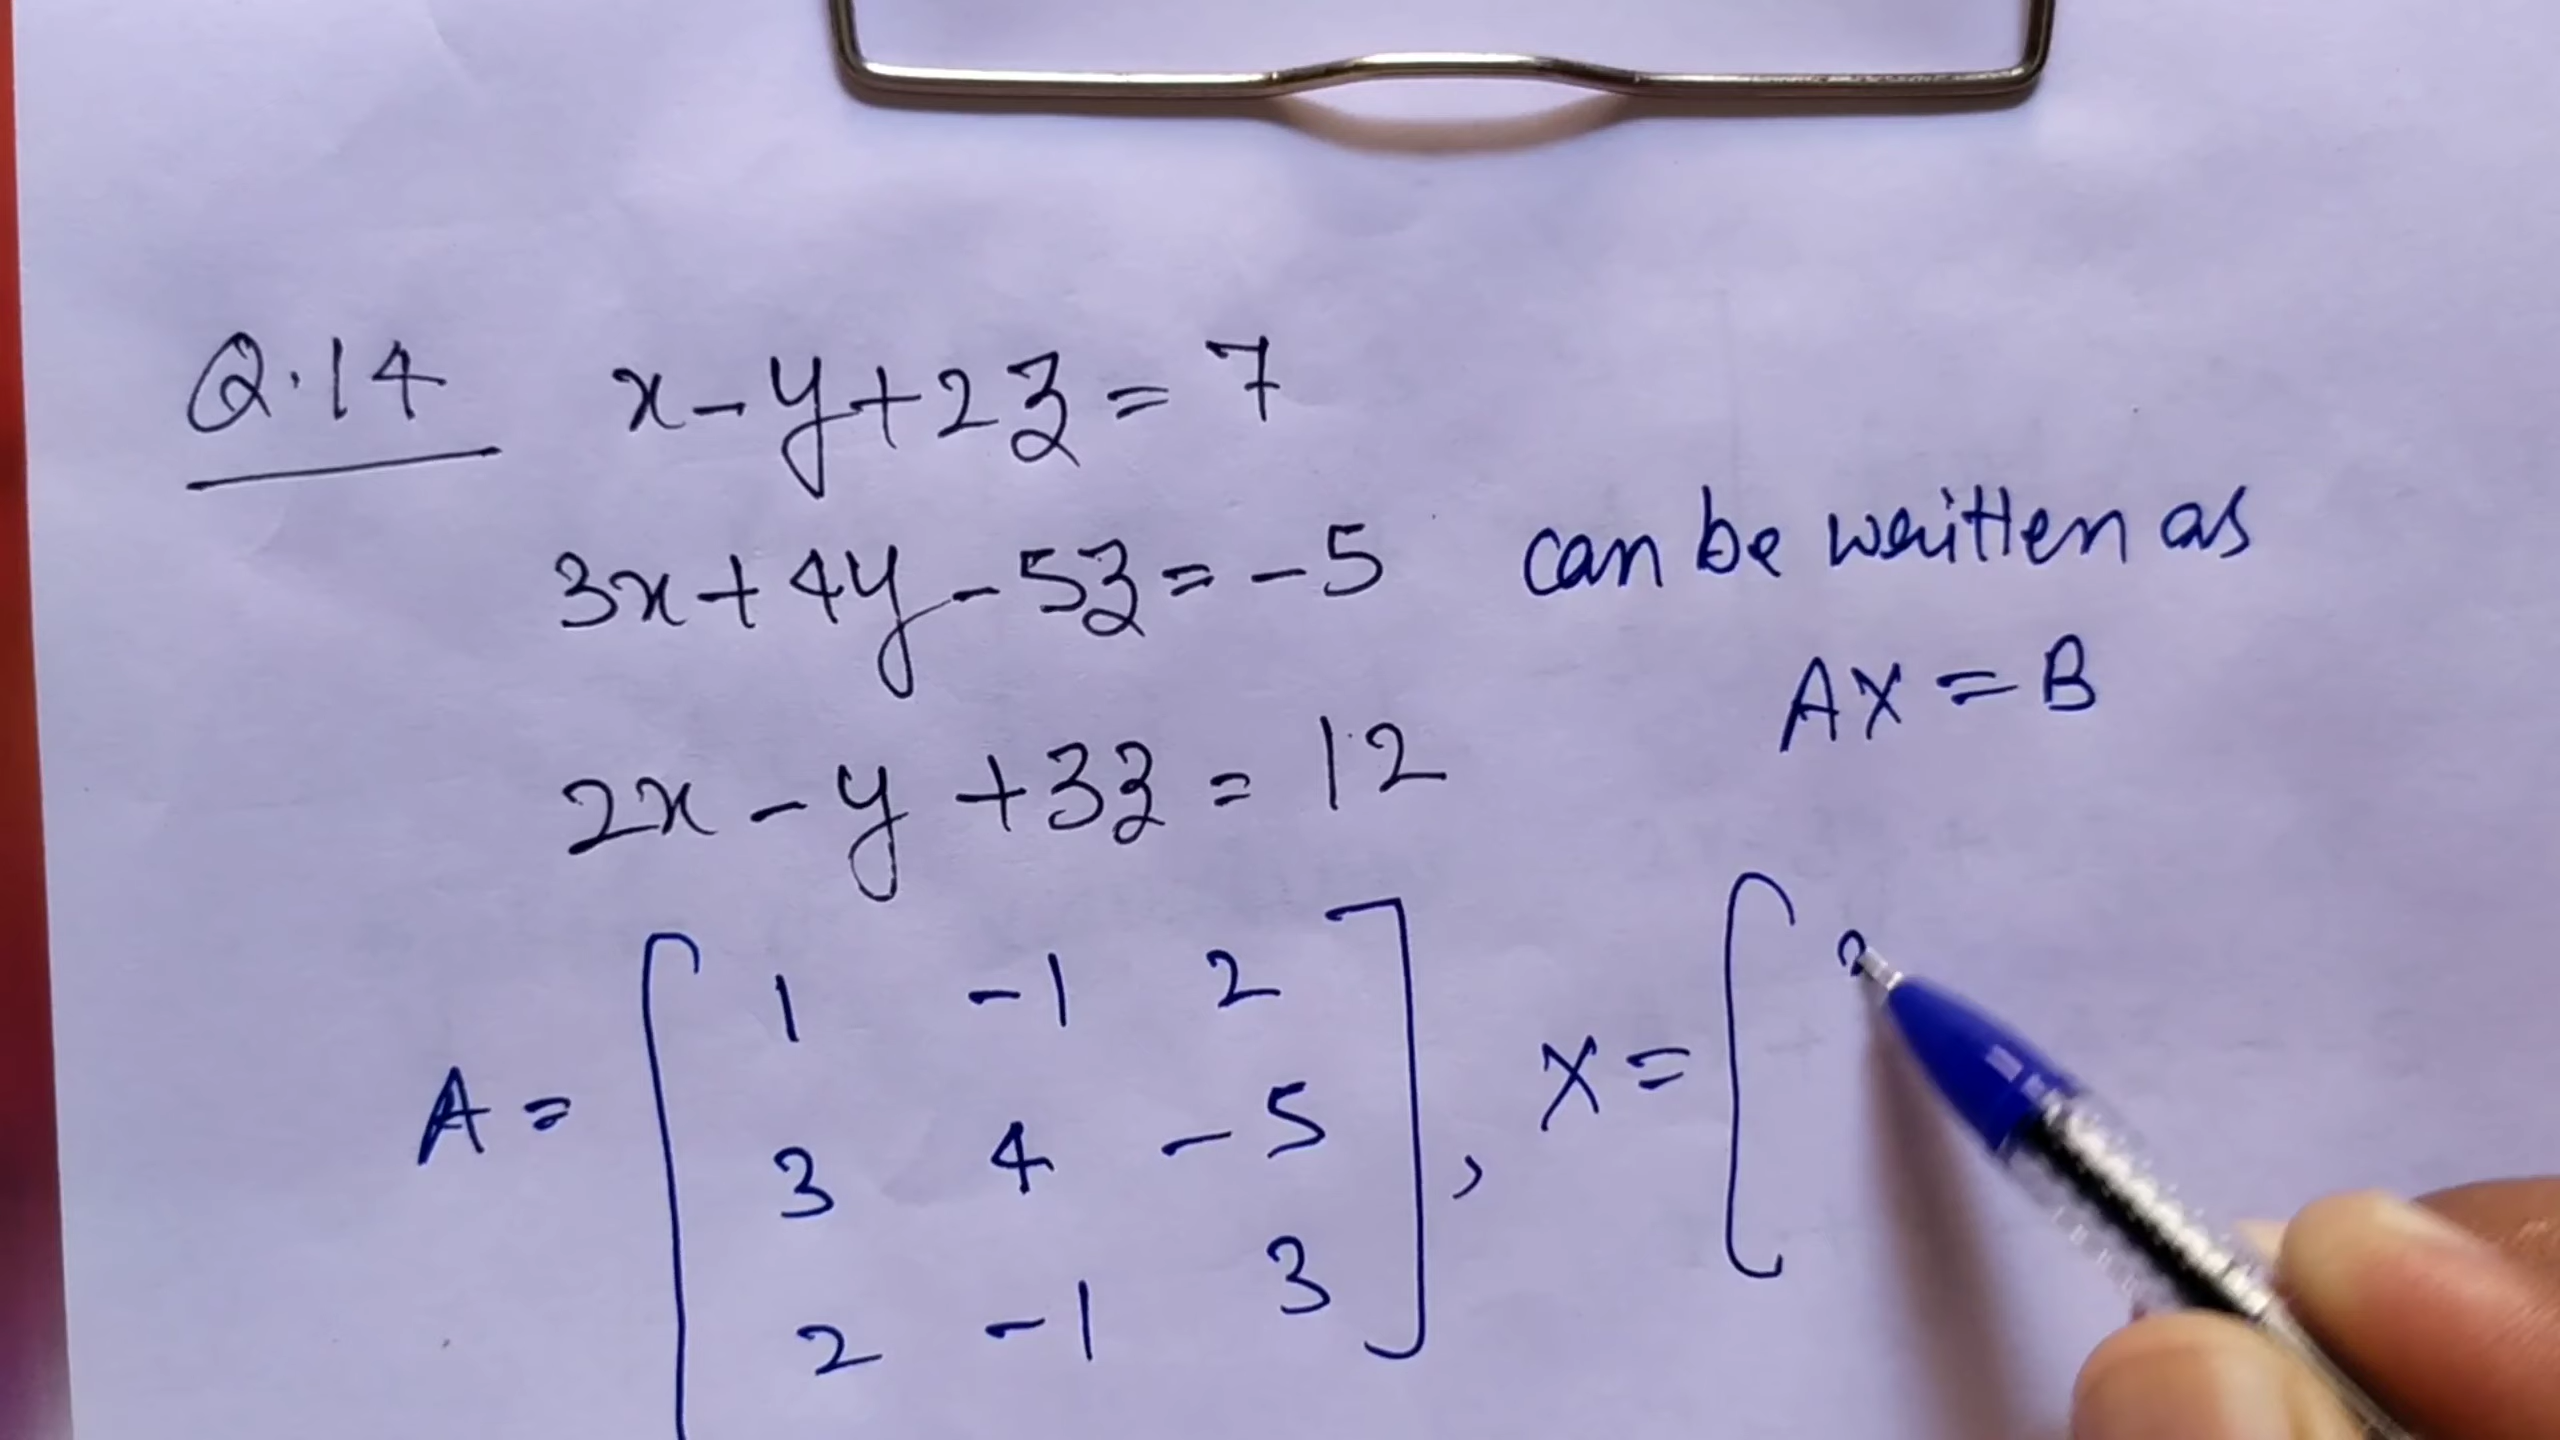 Q.14 x-y+2z=7
3x+4y-5z=-5 can be written as
AX=B
2x-y+3z=12
A= [ 1 -1 2 ] , X= [
3 4 -5
2 -1 3